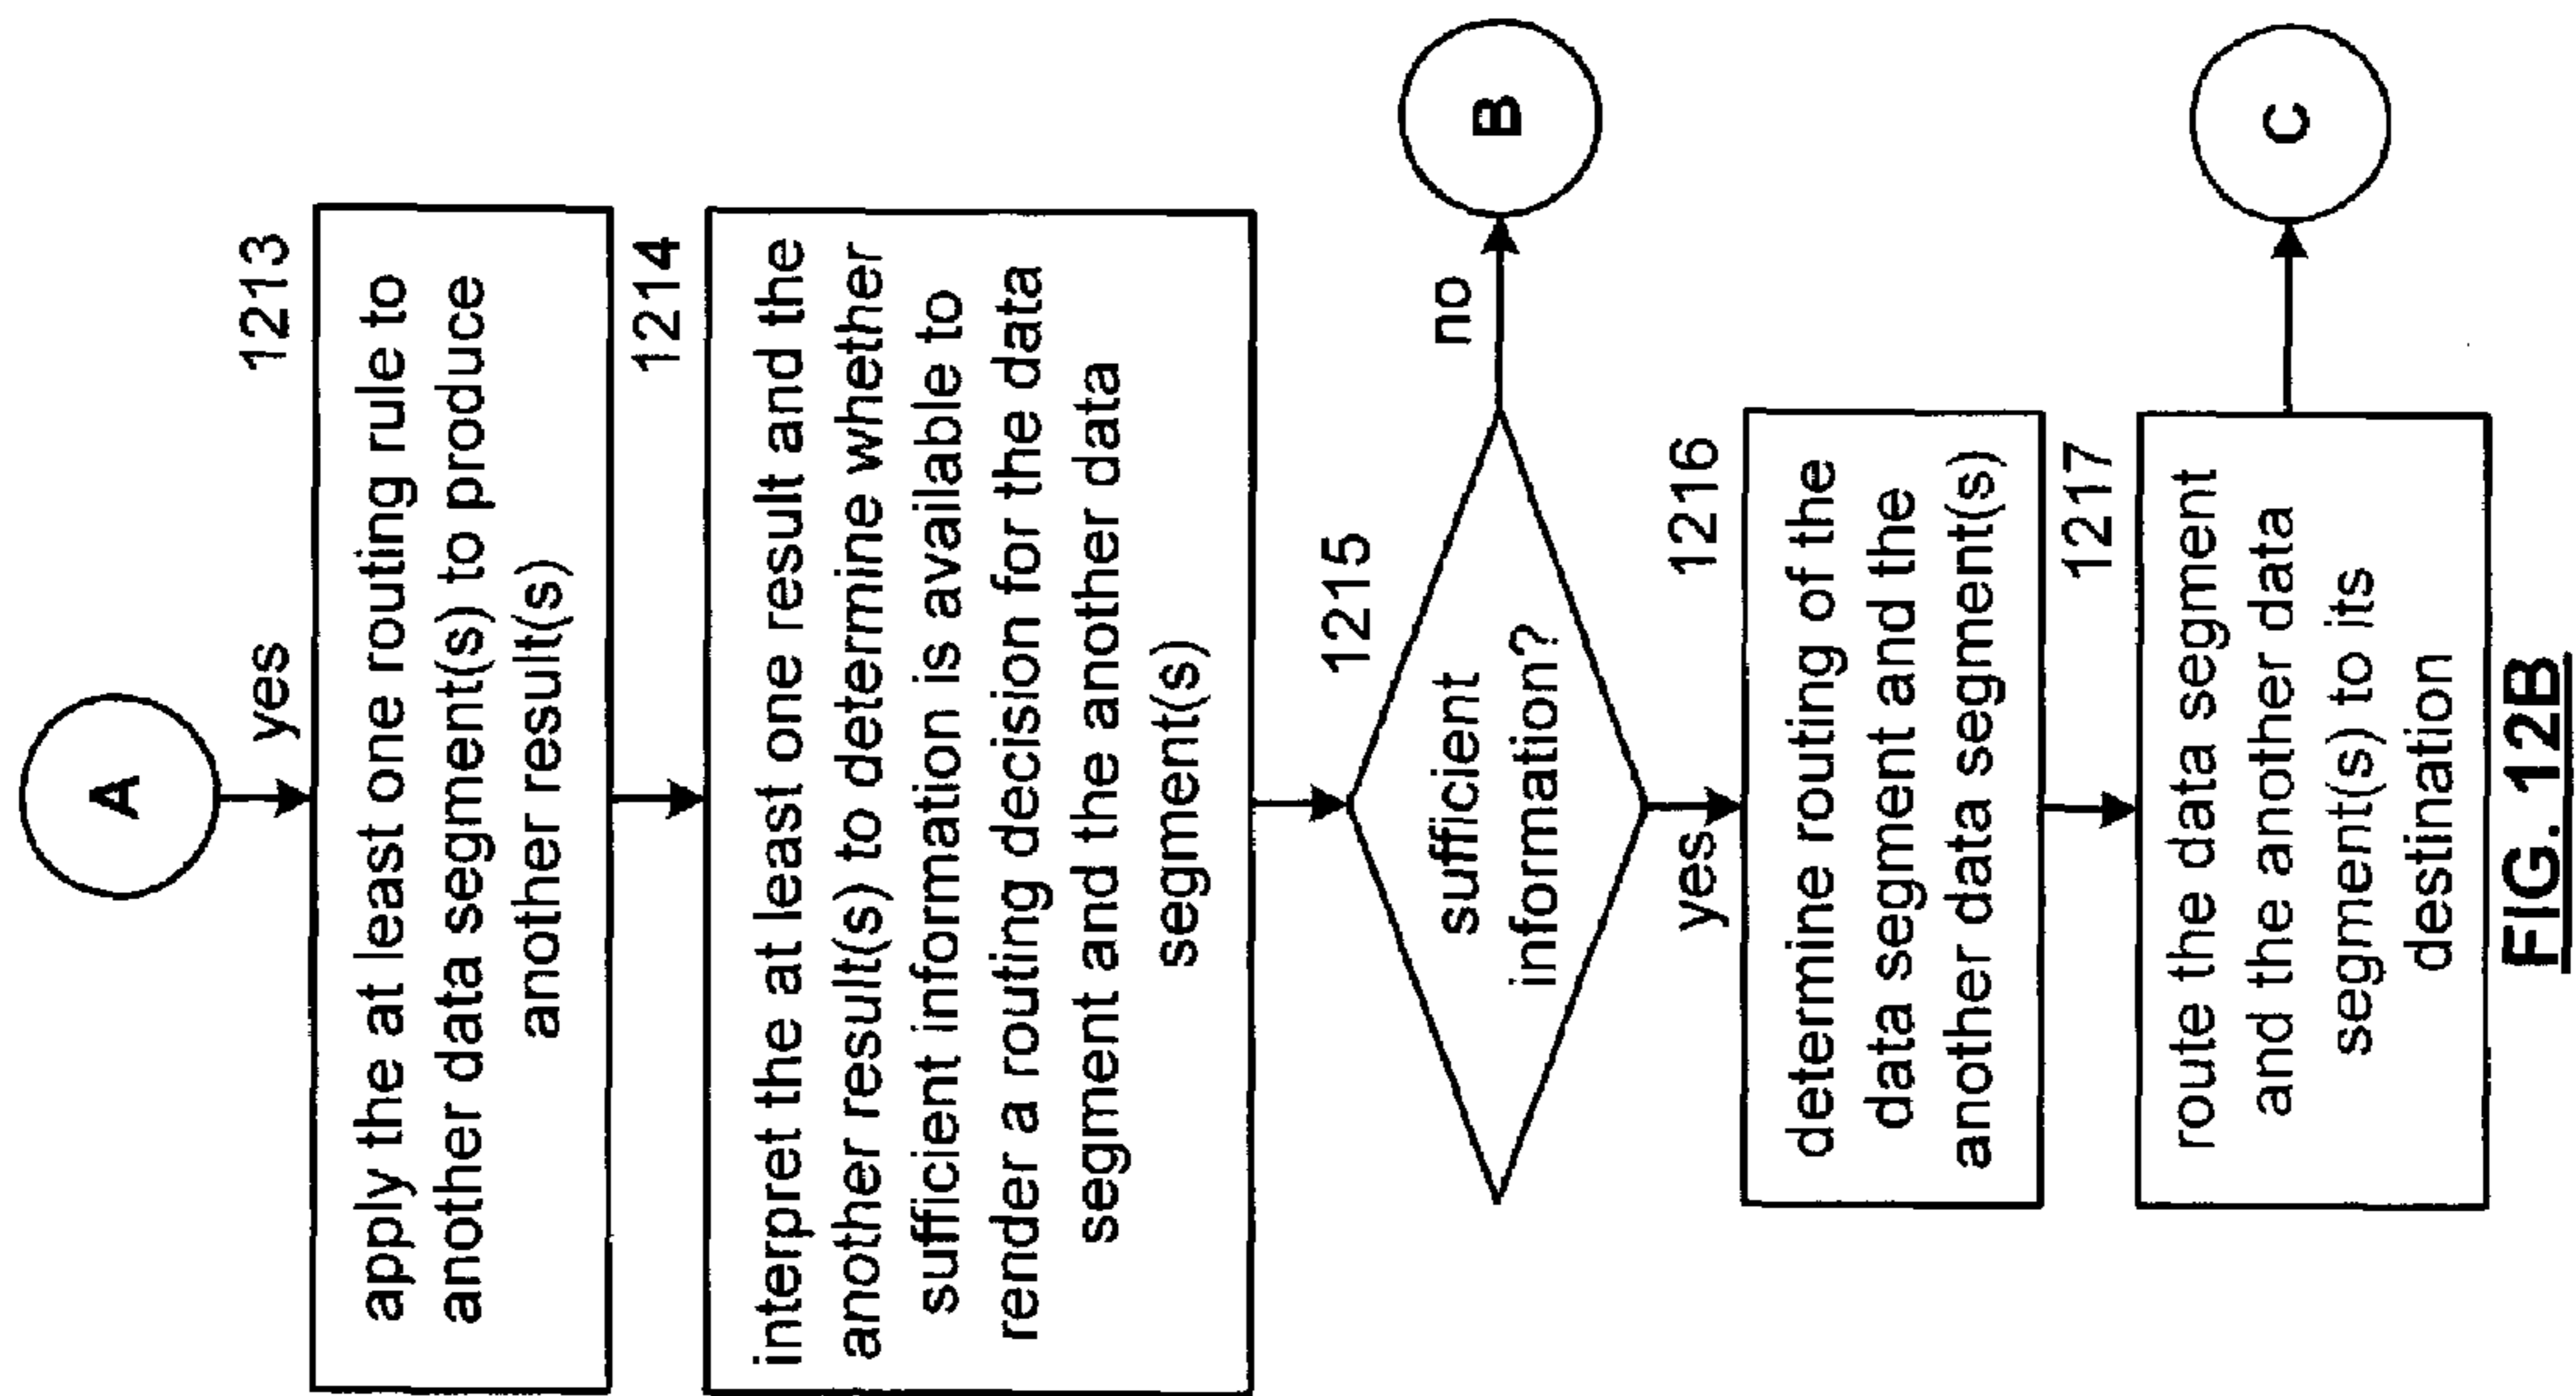 A
yes
1213
apply the at least one routing rule to
another data segment(s) to produce
another result(s)
1214
interpret the at least one result and the
another result(s) to determine whether
sufficient information is available to
render a routing decision for the data
segment and the another data
segment(s)
1215
sufficient
information?
no
B
yes
1216
determine routing of the
data segment and the
another data segment(s)
1217
route the data segment
and the another data
segment(s) to its
destination
C
FIG. 12B